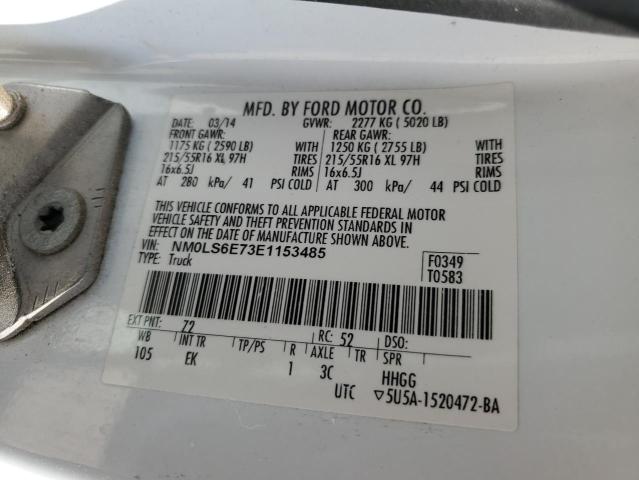 MFD. BY FORD MOTOR CO.
DATE: 03/14 GVWR: 2277 KG ( 5020 LB)
FRONT GAWR: REAR GAWR:
1175 KG ( 2590 LB) WITH 1250 KG ( 2755 LB) WITH
215/55R16 XL 97H TIRES 215/55R16 XL 97H TIRES
16x6.5J RIMS 16x6.5J RIMS
AT 280 kPa/ 41 PSI COLD AT 300 kPa/ 44 PSI COLD
THIS VEHICLE CONFORMS TO ALL APPLICABLE FEDERAL MOTOR
VEHICLE SAFETY AND THEFT PREVENTION STANDARDS IN
EFFECT ON THE DATE OF MANUFACTURE SHOWN ABOVE.
VIN: NM0LS6E73E1153485 F0349
TYPE: Truck T0583
EXT PNT: Z2 RC: 52 DSO:
WB INT TR TP/PS R AXLE TR SPR
105 EK 1 3C HHGG
UTC ▽5U5A-1520472-BA